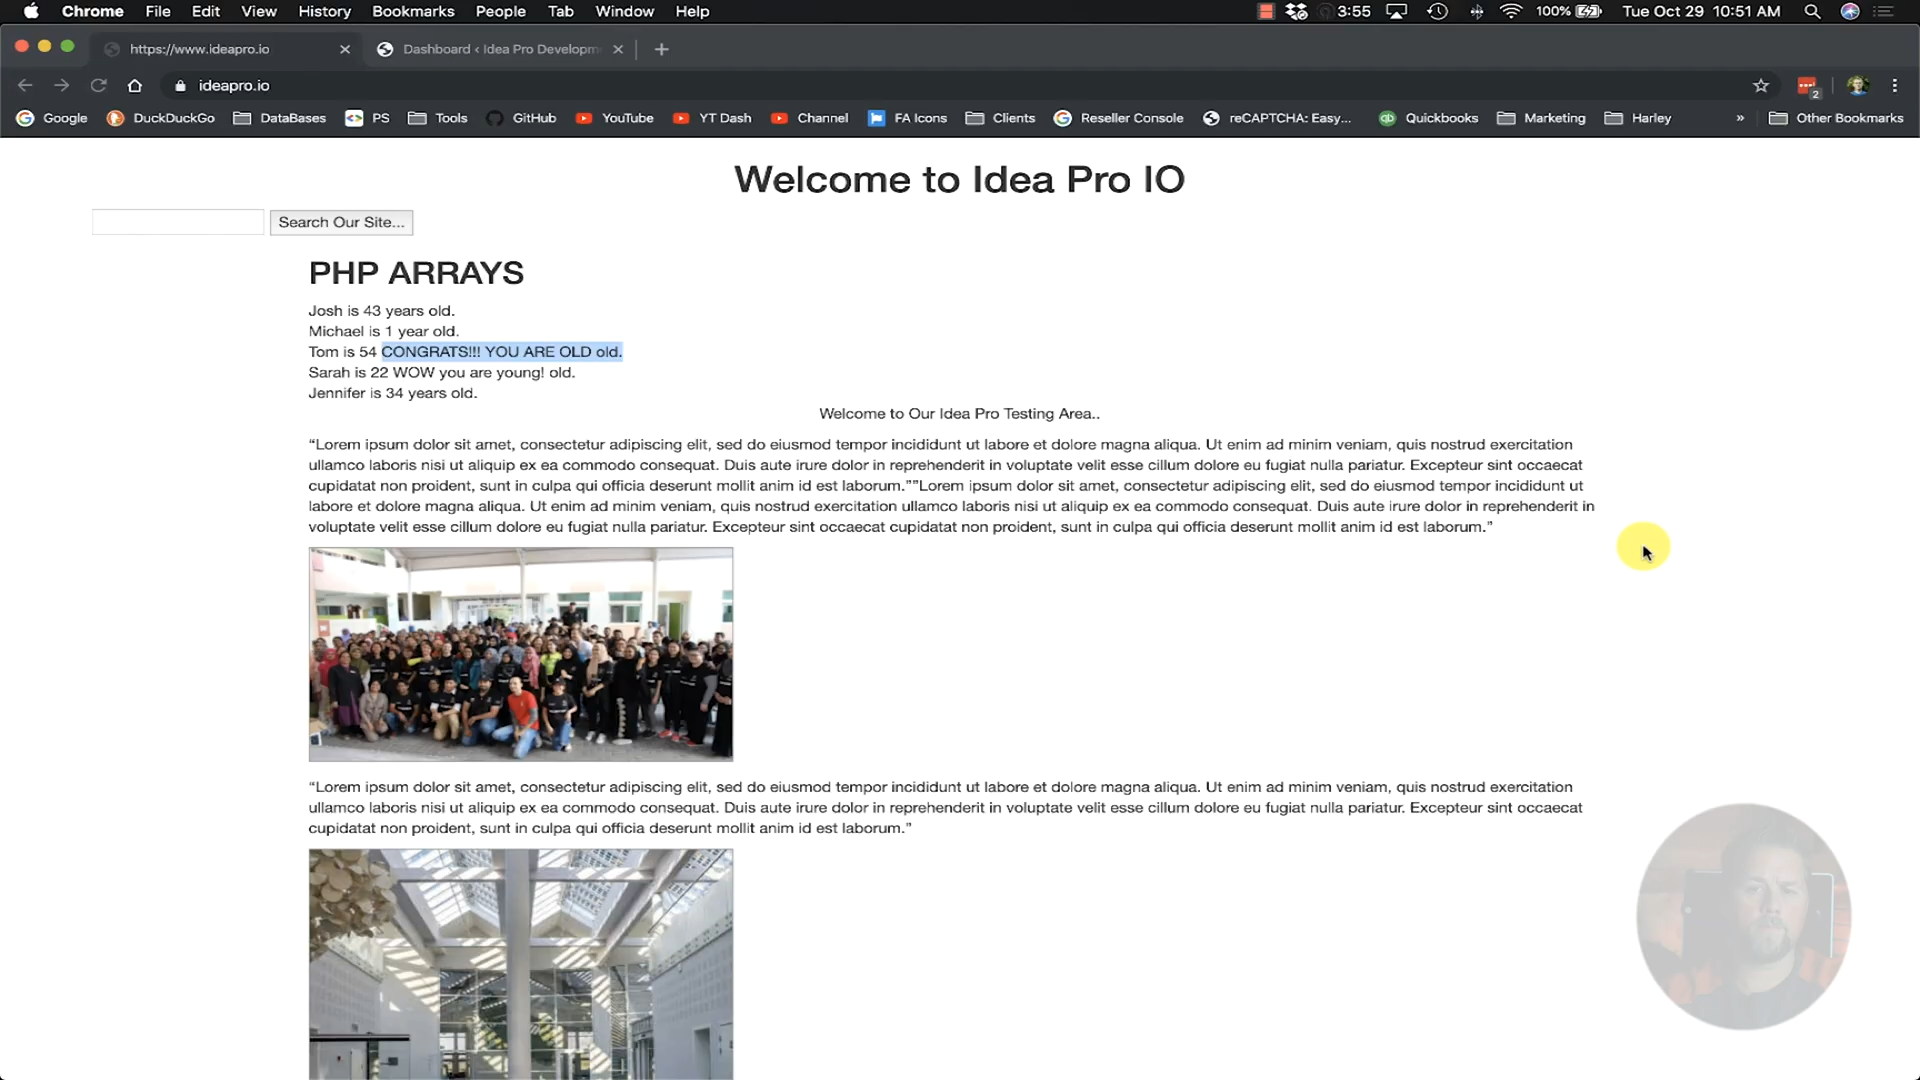 Chrome File Edit View History Bookmarks People Tab Window Help 3:55 100% Tue Oct 29 10:51 AM
https://www.ideapro.io Dashboard ‹ Idea Pro Developm
ideapro.io 2
Google DuckDuckGo DataBases PS Tools GitHub YouTube YT Dash Channel FA Icons Clients Reseller Console reCAPTCHA: Easy... Quickbooks Marketing Harley » Other Bookmarks
Welcome to Idea Pro IO
Search Our Site...
PHP ARRAYS
Josh is 43 years old.
Michael is 1 year old.
Tom is 54 CONGRATS!!! YOU ARE OLD old.
Sarah is 22 WOW you are young! old.
Jennifer is 34 years old.
Welcome to Our Idea Pro Testing Area..
“Lorem ipsum dolor sit amet, consectetur adipiscing elit, sed do eiusmod tempor incididunt ut labore et dolore magna aliqua. Ut enim ad minim veniam, quis nostrud exercitation
ullamco laboris nisi ut aliquip ex ea commodo consequat. Duis aute irure dolor in reprehenderit in voluptate velit esse cillum dolore eu fugiat nulla pariatur. Excepteur sint occaecat
cupidatat non proident, sunt in culpa qui officia deserunt mollit anim id est laborum.””Lorem ipsum dolor sit amet, consectetur adipiscing elit, sed do eiusmod tempor incididunt ut
labore et dolore magna aliqua. Ut enim ad minim veniam, quis nostrud exercitation ullamco laboris nisi ut aliquip ex ea commodo consequat. Duis aute irure dolor in reprehenderit in
voluptate velit esse cillum dolore eu fugiat nulla pariatur. Excepteur sint occaecat cupidatat non proident, sunt in culpa qui officia deserunt mollit anim id est laborum.”
“Lorem ipsum dolor sit amet, consectetur adipiscing elit, sed do eiusmod tempor incididunt ut labore et dolore magna aliqua. Ut enim ad minim veniam, quis nostrud exercitation
ullamco laboris nisi ut aliquip ex ea commodo consequat. Duis aute irure dolor in reprehenderit in voluptate velit esse cillum dolore eu fugiat nulla pariatur. Excepteur sint occaecat
cupidatat non proident, sunt in culpa qui officia deserunt mollit anim id est laborum.”